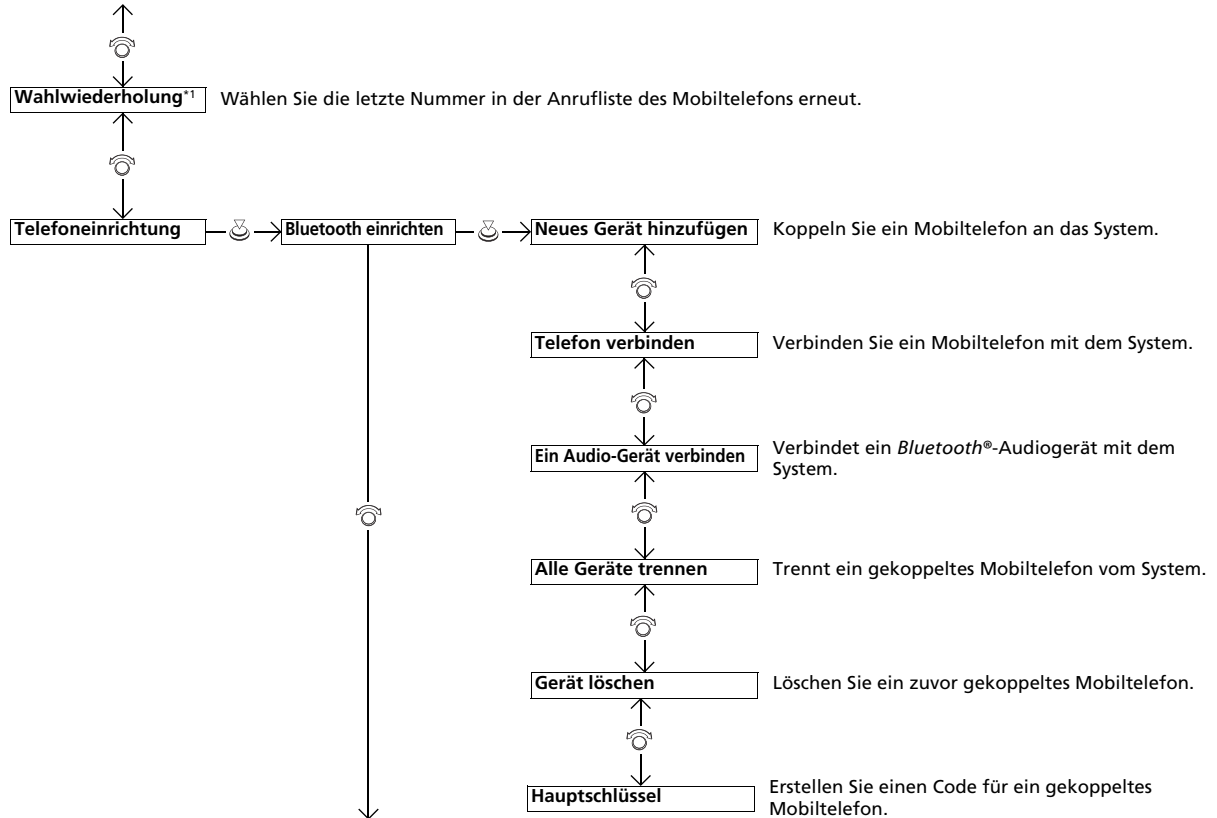 Wahlwiederholung*1 Wählen Sie die letzte Nummer in der Anrufliste des Mobiltelefons erneut.
Telefoneinrichtung Bluetooth einrichten Neues Gerät hinzufügen Koppeln Sie ein Mobiltelefon an das System.
Telefon verbinden Verbinden Sie ein Mobiltelefon mit dem System.
Ein Audio-Gerät verbinden Verbindet ein Bluetooth®-Audiogerät mit dem
System.
Alle Geräte trennen Trennt ein gekoppeltes Mobiltelefon vom System.
Gerät löschen Löschen Sie ein zuvor gekoppeltes Mobiltelefon.
Hauptschlüssel Erstellen Sie einen Code für ein gekoppeltes
Mobiltelefon.